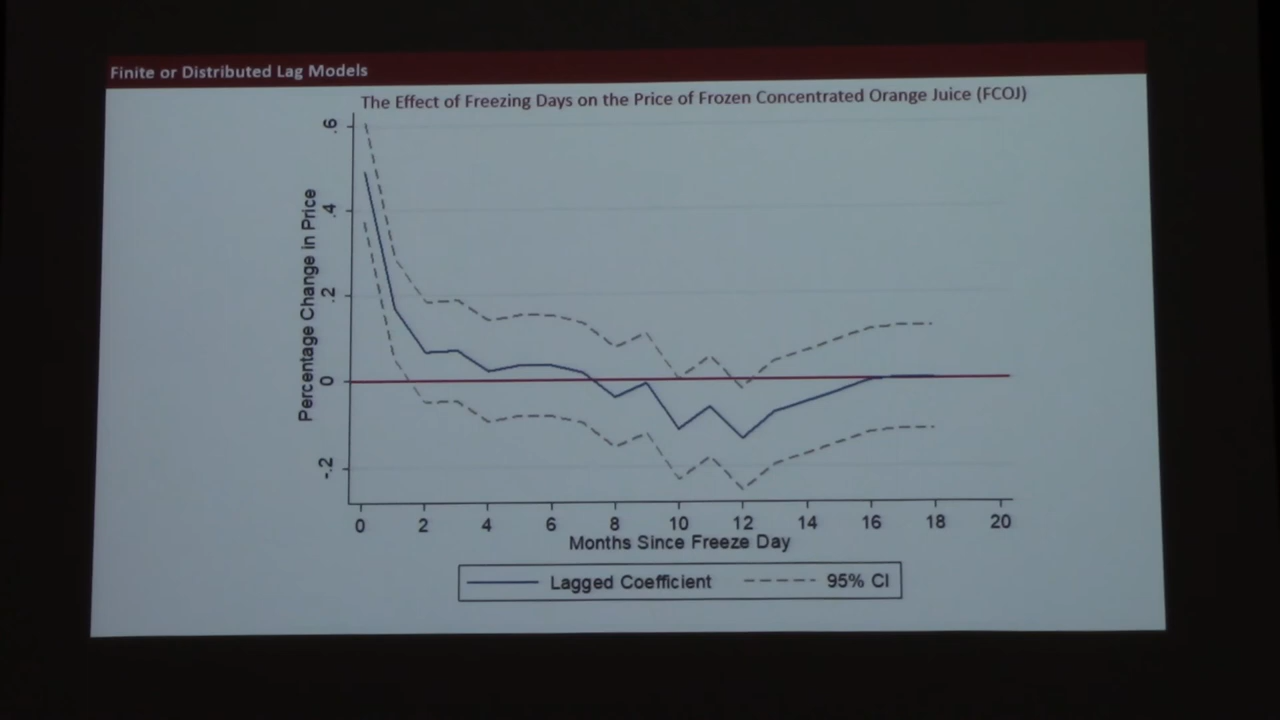 Finite or Distributed Lag Models
The Effect of Freezing Days on the Price of Frozen Concentrated Orange Juice (FCOJ)
Percentage Change in Price
.6
.4
.2
0
-.2
0 2 4 6 8 10 12 14 16 18 20
Months Since Freeze Day
Lagged Coefficient 95% CI